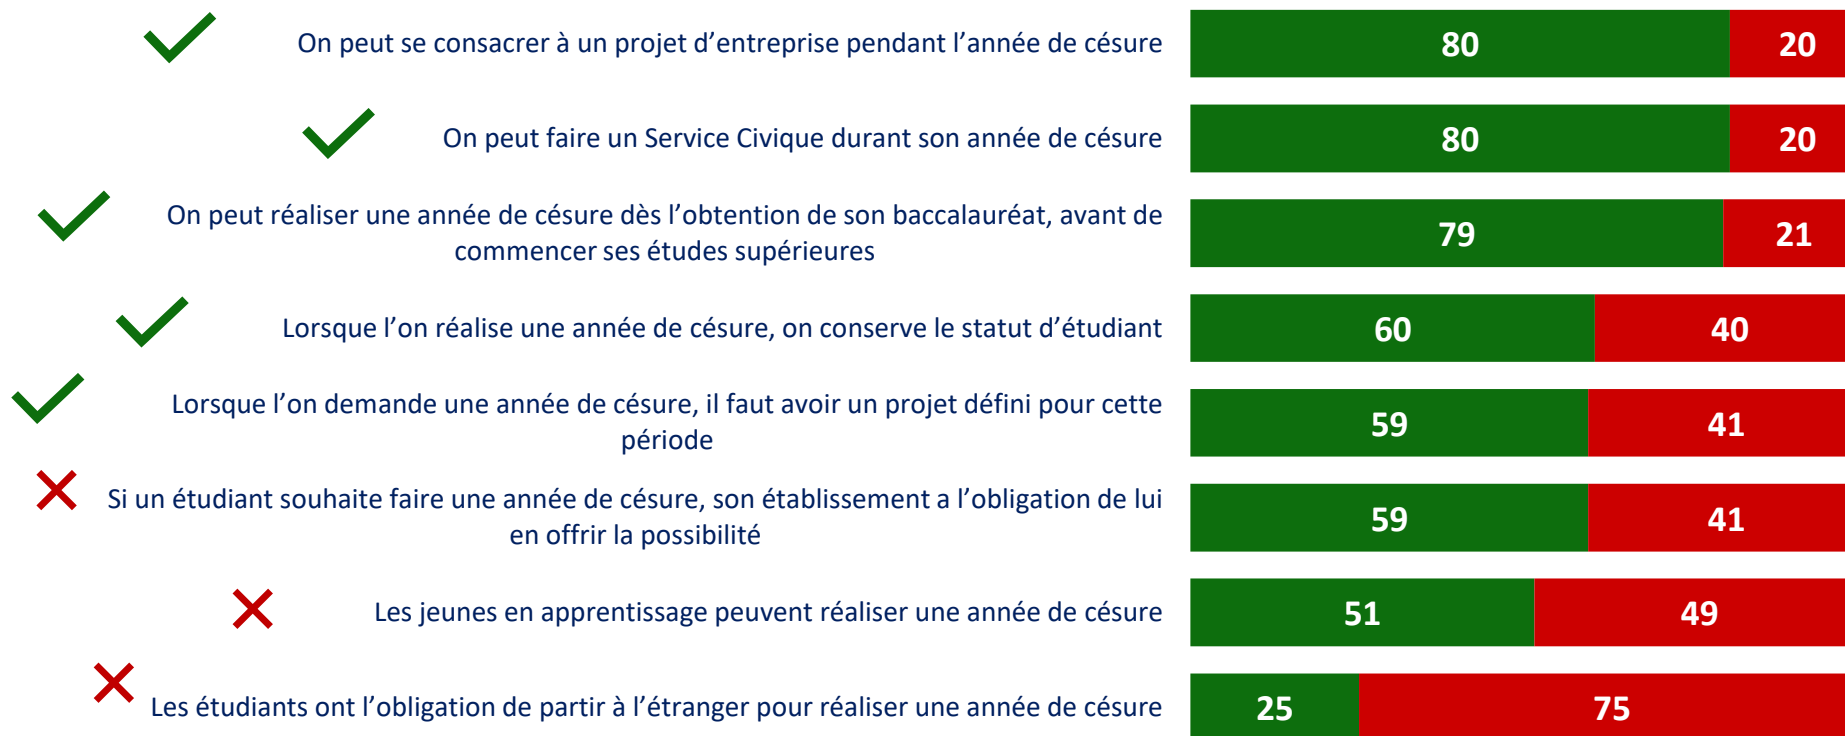 On peut se consacrer à un projet d’entreprise pendant l’année de césure
80 20
On peut faire un Service Civique durant son année de césure
80 20
On peut réaliser une année de césure dès l’obtention de son baccalauréat, avant de
commencer ses études supérieures
79 21
Lorsque l’on réalise une année de césure, on conserve le statut d’étudiant
60 40
Lorsque l’on demande une année de césure, il faut avoir un projet défini pour cette
période
59 41
Si un étudiant souhaite faire une année de césure, son établissement a l’obligation de lui
en offrir la possibilité
59 41
Les jeunes en apprentissage peuvent réaliser une année de césure
51 49
Les étudiants ont l’obligation de partir à l’étranger pour réaliser une année de césure
25 75